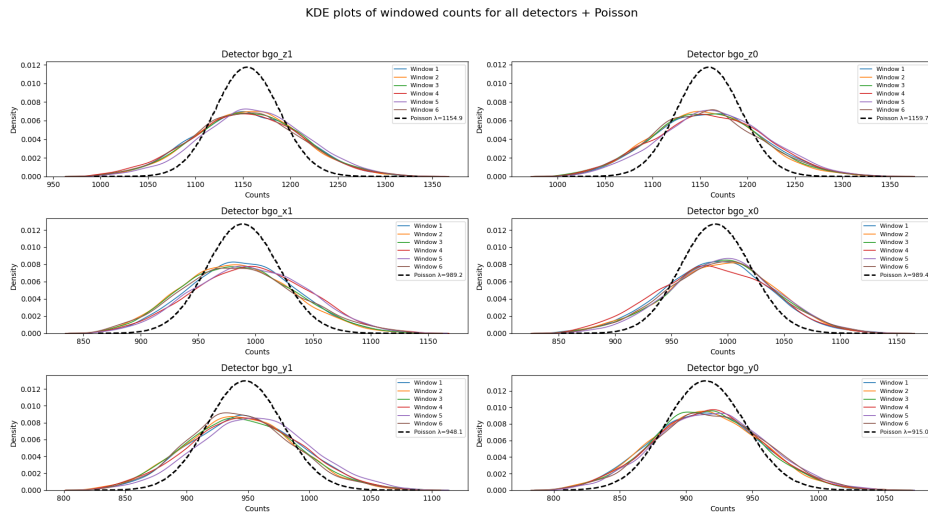 KDE plots of windowed counts for all detectors + Poisson
Detector bgo_z1
Density
0.012
0.010
0.008
0.006
0.004
0.002
0.000
950 1000 1050 1100 1150 1200 1250 1300 1350
Counts
Window 1
Window 2
Window 3
Window 4
Window 5
Window 6
Poisson λ=1154.9
Detector bgo_z0
Density
0.012
0.010
0.008
0.006
0.004
0.002
0.000
1000 1050 1100 1150 1200 1250 1300 1350
Counts
Window 1
Window 2
Window 3
Window 4
Window 5
Window 6
Poisson λ=1159.7
Detector bgo_x1
Density
0.012
0.010
0.008
0.006
0.004
0.002
0.000
850 900 950 1000 1050 1100 1150
Counts
Window 1
Window 2
Window 3
Window 4
Window 5
Window 6
Poisson λ=989.2
Detector bgo_x0
Density
0.012
0.010
0.008
0.006
0.004
0.002
0.000
850 900 950 1000 1050 1100 1150
Counts
Window 1
Window 2
Window 3
Window 4
Window 5
Window 6
Poisson λ=989.4
Detector bgo_y1
Density
0.012
0.010
0.008
0.006
0.004
0.002
0.000
800 850 900 950 1000 1050 1100
Counts
Window 1
Window 2
Window 3
Window 4
Window 5
Window 6
Poisson λ=948.1
Detector bgo_y0
Density
0.012
0.010
0.008
0.006
0.004
0.002
0.000
800 850 900 950 1000 1050
Counts
Window 1
Window 2
Window 3
Window 4
Window 5
Window 6
Poisson λ=915.0